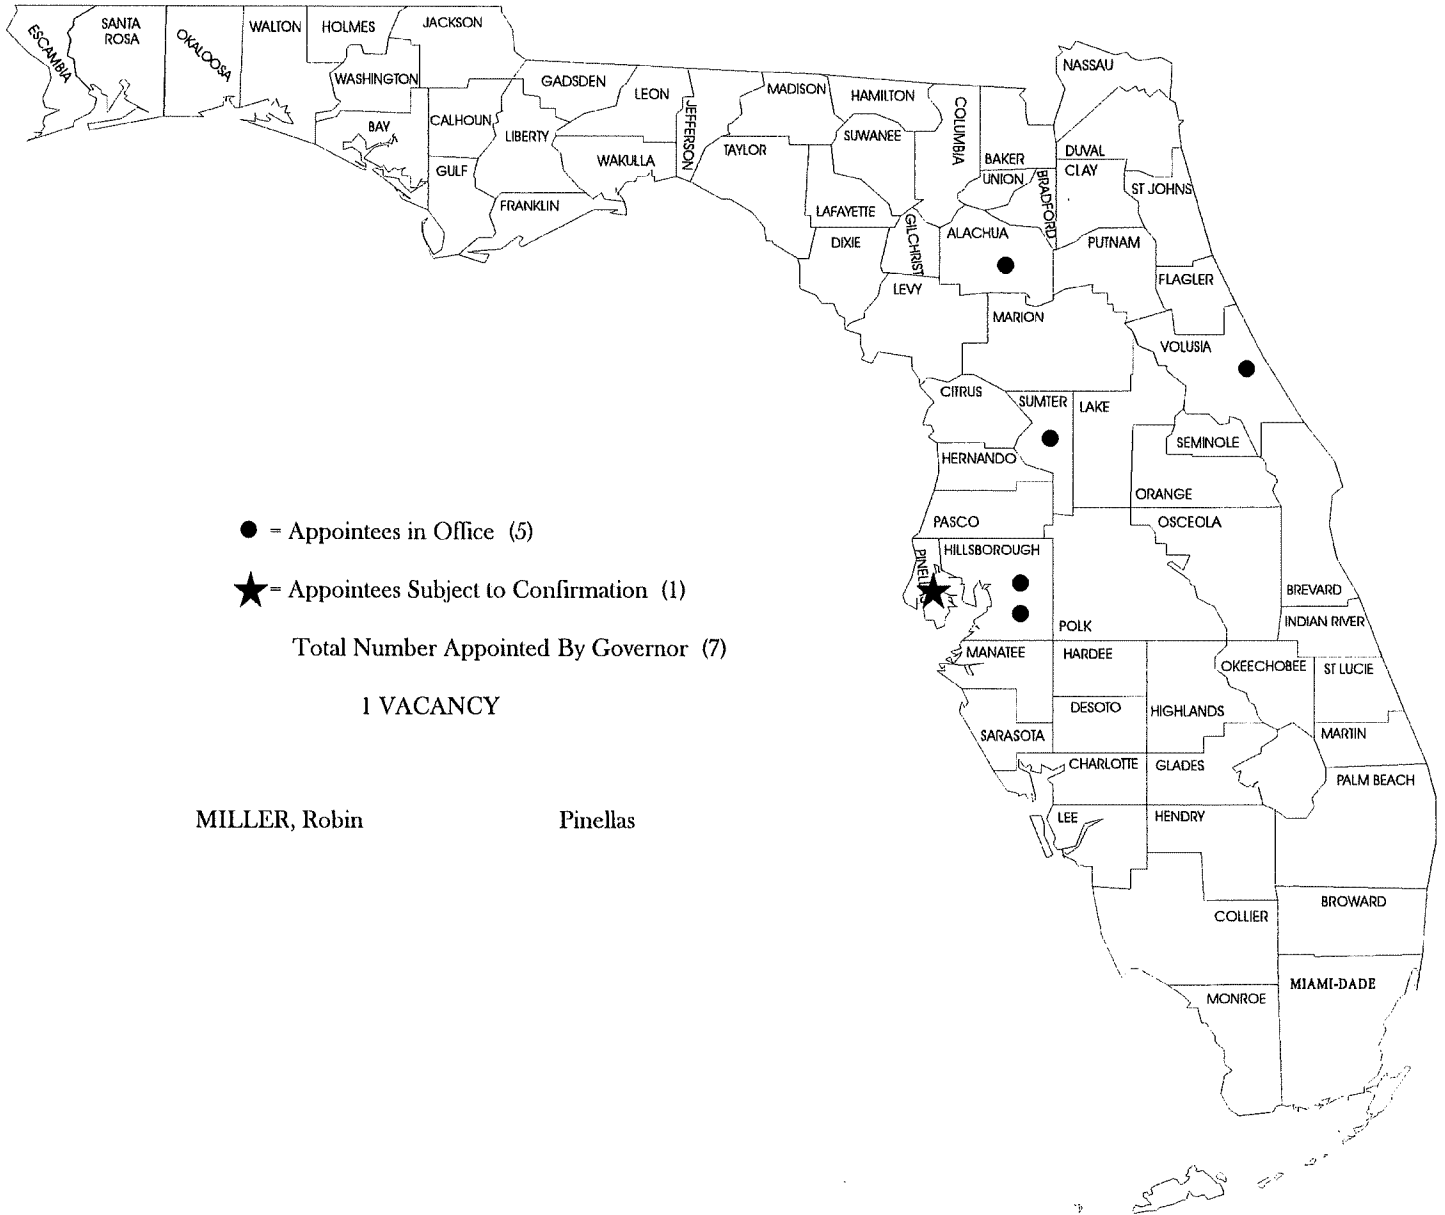 ESCAMBIA
SANTA
ROSA
OKALOOSA
WALTON
HOLMES
JACKSON
WASHINGTON
BAY
CALHOUN
GULF
GADSDEN
LIBERTY
FRANKLIN
LEON
WAKULLA
JEFFERSON
MADISON
TAYLOR
HAMILTON
SUWANEE
LAFAYETTE
DIXIE
COLUMBIA
GILCHRIST
LEVY
NASSAU
BAKER
UNION
BRADFORD
DUVAL
CLAY
ST JOHNS
ALACHUA
PUTNAM
FLAGLER
MARION
VOLUSIA
CITRUS
SUMTER
LAKE
SEMINOLE
HERNANDO
ORANGE
PASCO
OSCEOLA
PINELLAS
HILLSBOROUGH
POLK
BREVARD
INDIAN RIVER
MANATEE
HARDEE
OKEECHOBEE
ST LUCIE
DESOTO
HIGHLANDS
SARASOTA
MARTIN
CHARLOTTE
GLADES
PALM BEACH
LEE
HENDRY
BROWARD
COLLIER
MIAMI-DADE
MONROE
● = Appointees in Office (5)
★ = Appointees Subject to Confirmation (1)
Total Number Appointed By Governor (7)
1 VACANCY
MILLER, Robin Pinellas